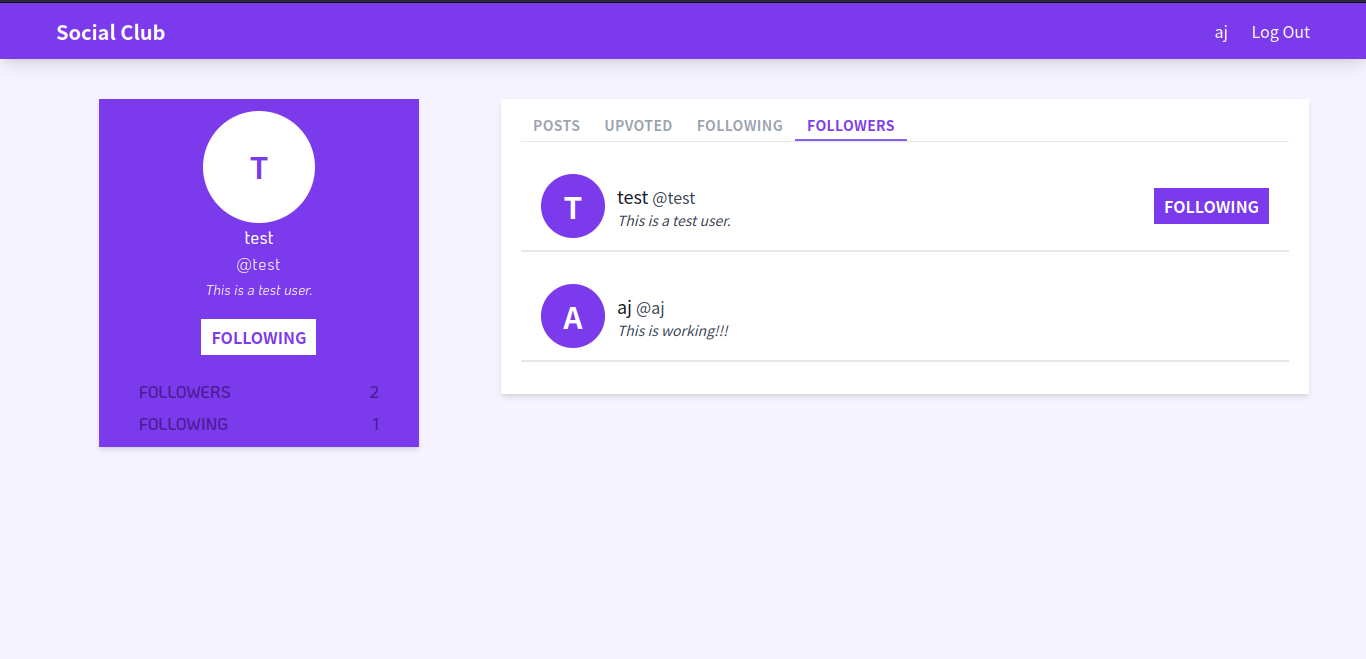 Social Club
aj Log Out
T
test
@test
This is a test user.
FOLLOWING
FOLLOWERS 2
FOLLOWING 1
POSTS UPVOTED FOLLOWING FOLLOWERS
T
test @test
This is a test user.
FOLLOWING
A
aj @aj
This is working!!!